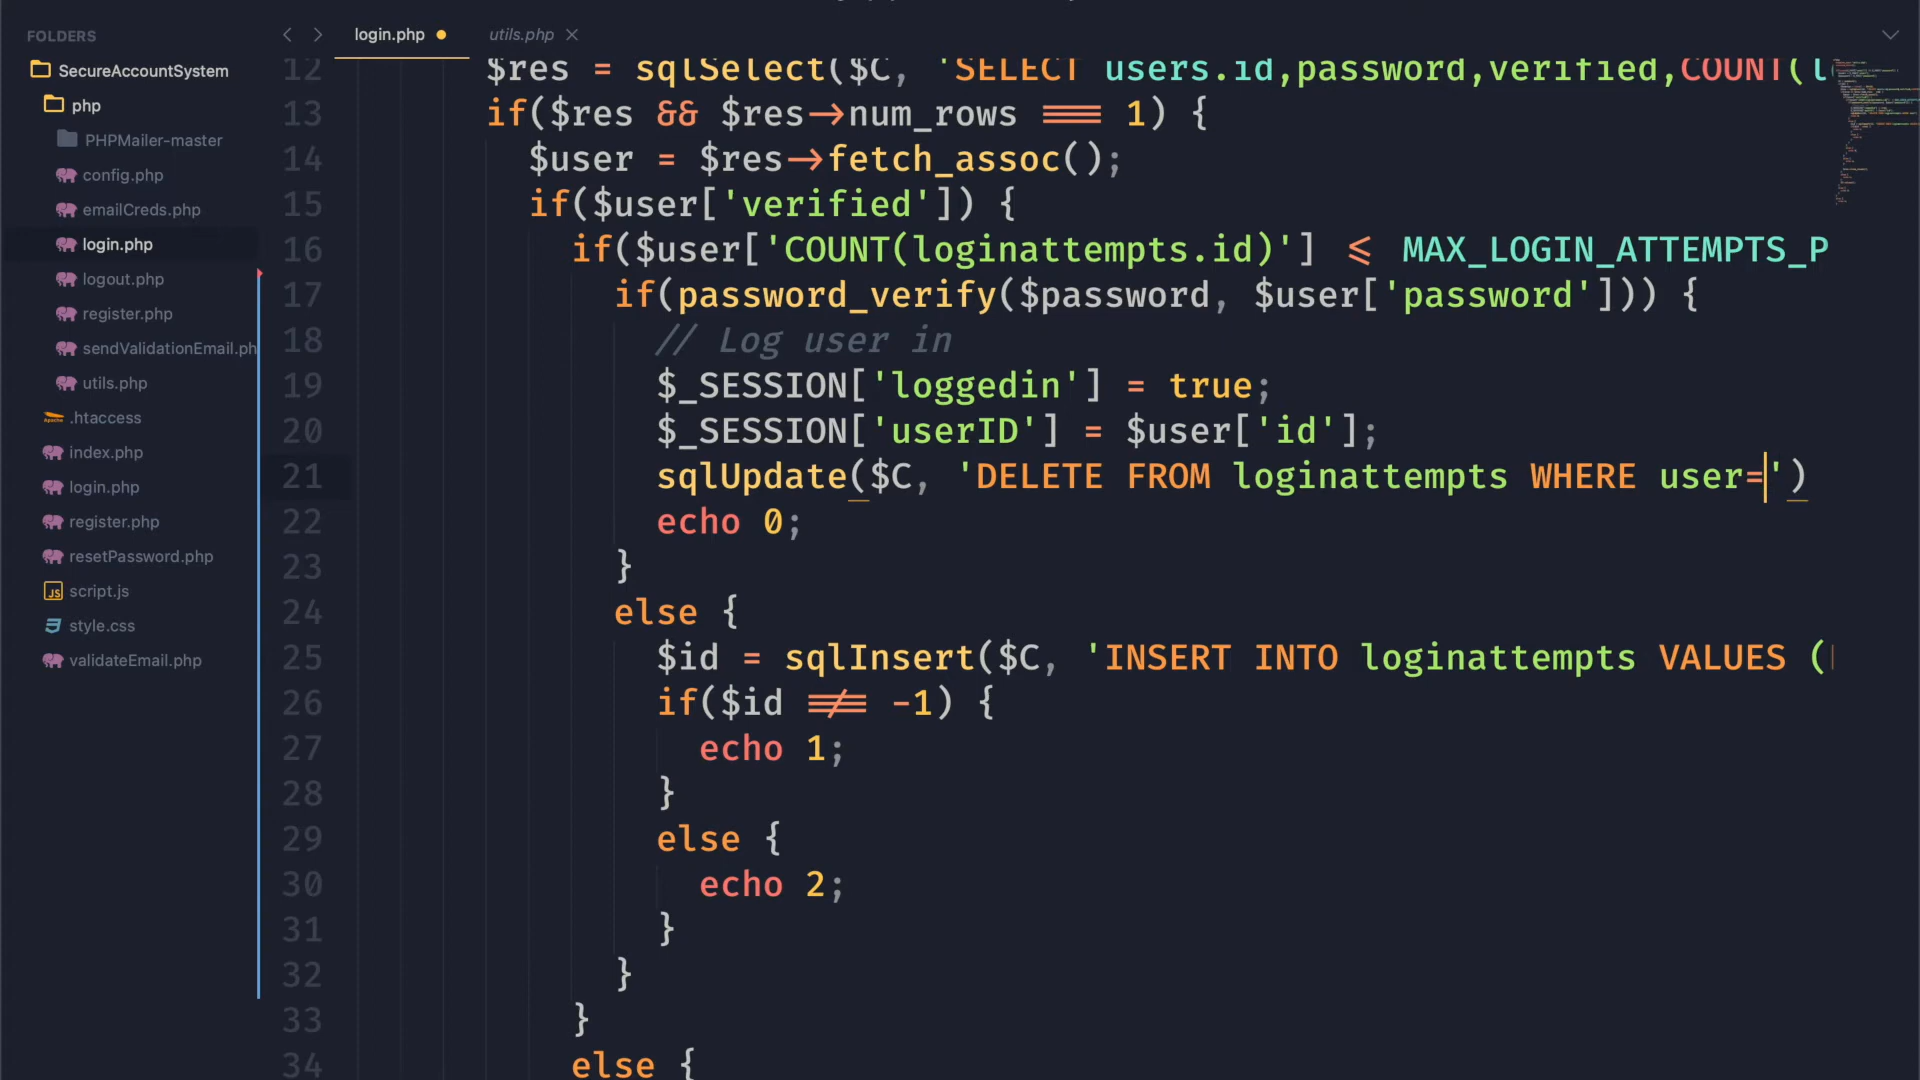 FOLDERS
SecureAccountSystem
php
PHPMailer-master
config.php
emailCreds.php
login.php
logout.php
register.php
sendValidationEmail.ph
utils.php
.htaccess
index.php
login.php
register.php
resetPassword.php
script.js
style.css
validateEmail.php
login.php
utils.php
12 $res = sqlSelect($C, 'SELECT users.id,password,verified,COUNT(
13 if($res && $res->num_rows === 1) {
14 $user = $res->fetch_assoc();
15 if($user['verified']) {
16 if($user['COUNT(loginattempts.id)'] <= MAX_LOGIN_ATTEMPTS_P
17 if(password_verify($password, $user['password'])) {
18 // Log user in
19 $_SESSION['loggedin'] = true;
20 $_SESSION['userID'] = $user['id'];
21 sqlUpdate($C, 'DELETE FROM loginattempts WHERE user=')
22 echo 0;
23 }
24 else {
25 $id = sqlInsert($C, 'INSERT INTO loginattempts VALUES (
26 if($id !== -1) {
27 echo 1;
28 }
29 else {
30 echo 2;
31 }
32 }
33 }
34 else {